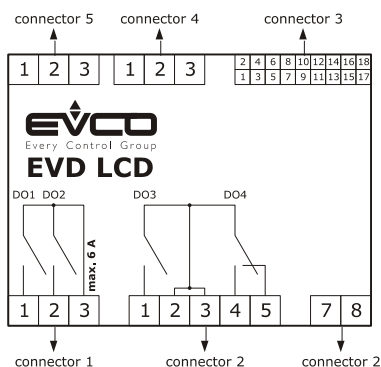 connector 5 connector 4 connector 3
1 2 3 1 2 3 2 4 6 8 10 12 14 16 18
1 3 5 7 9 11 13 15 17
EVCO
Every Control Group
EVD LCD
DO1 DO2 DO3 DO4
max. 6 A
1 2 3 1 2 3 4 5 7 8
connector 1 connector 2 connector 2